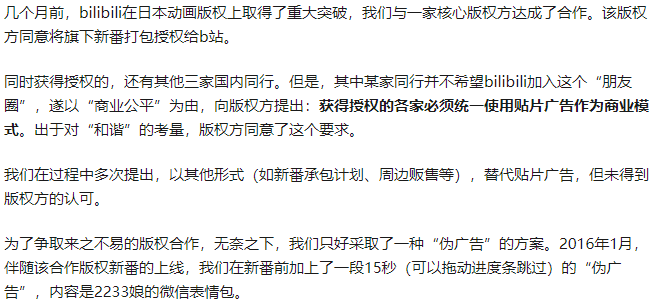 几个月前，bilibili在日本动画版权上取得了重大突破，我们与一家核心版权方达成了合作。该版权
方同意将旗下新番打包授权给b站。
同时获得授权的，还有其他三家国内同行。但是，其中某家同行并不希望bilibili加入这个“朋友
圈”，遂以“商业公平”为由，向版权方提出：获得授权的各家必须统一使用贴片广告作为商业模
式。出于对“和谐”的考量，版权方同意了这个要求。
我们在过程中多次提出，以其他形式（如新番承包计划、周边贩售等），替代贴片广告，但未得到
版权方的认可。
为了争取来之不易的版权合作，无奈之下，我们只好采取了一种“伪广告”的方案。2016年1月，
伴随该合作版权新番的上线，我们在新番前加上了一段15秒（可以拖动进度条跳过）的“伪广
告”，内容是2233娘的微信表情包。